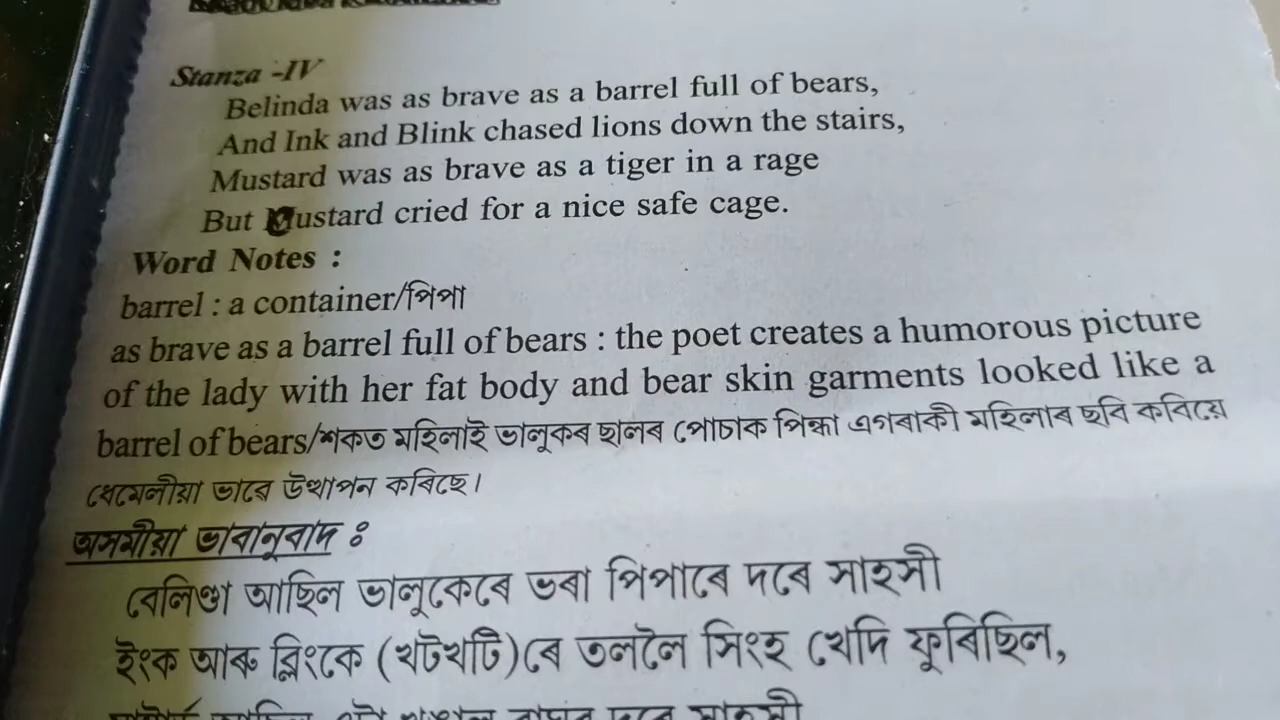 Stanza -IV
Belinda was as brave as a barrel full of bears,
And Ink and Blink chased lions down the stairs,
Mustard was as brave as a tiger in a rage
But Mustard cried for a nice safe cage.
Word Notes :
barrel : a container/পিপা
as brave as a barrel full of bears : the poet creates a humorous picture
of the lady with her fat body and bear skin garments looked like a
barrel of bears/শকত মহিলাই ভালুকৰ ছালৰ পোচাক পিন্ধা এগৰাকী মহিলাৰ ছবি কবিয়ে
ধেমেলীয়া ভাৱে উত্থাপন কৰিছে।
অসমীয়া ভাবানুবাদ :
বেলিণ্ডা আছিল ভালুকেৰে ভৰা পিপাৰে দৰে সাহসী
ইংক আৰু ব্লিংকে (খটখটি)ৰে তললৈ সিংহ খেদি ফূৰিছিল,